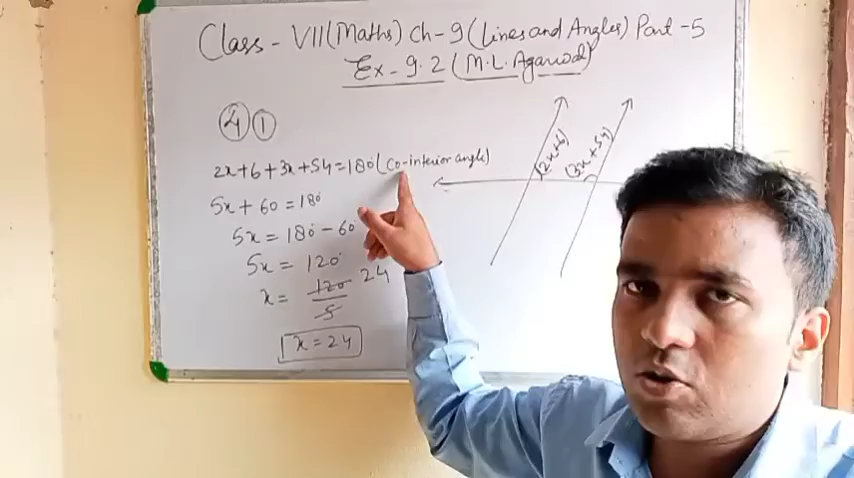 Class - VII (Maths) Ch-9 (Lines and Angles) Part -5
Ex- 9.2 (M.L. Agarwal)
4 1
2x+6+3x+54=180° (Co-interior angle)
5x+60=180
5x=180°-60°
5x = 120°
x = 120/5 24
x = 24
(2x+6)
(3x+54)